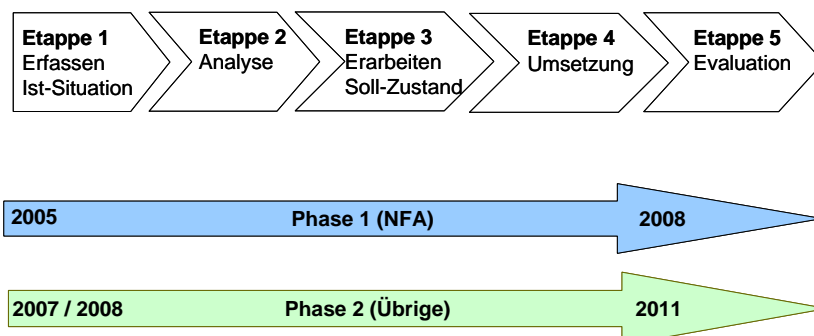 Etappe 1
Erfassen
Ist-Situation
Etappe 2
Analyse
Etappe 3
Erarbeiten
Soll-Zustand
Etappe 4
Umsetzung
Etappe 5
Evaluation
2005 Phase 1 (NFA) 2008
2007 / 2008 Phase 2 (Übrige) 2011